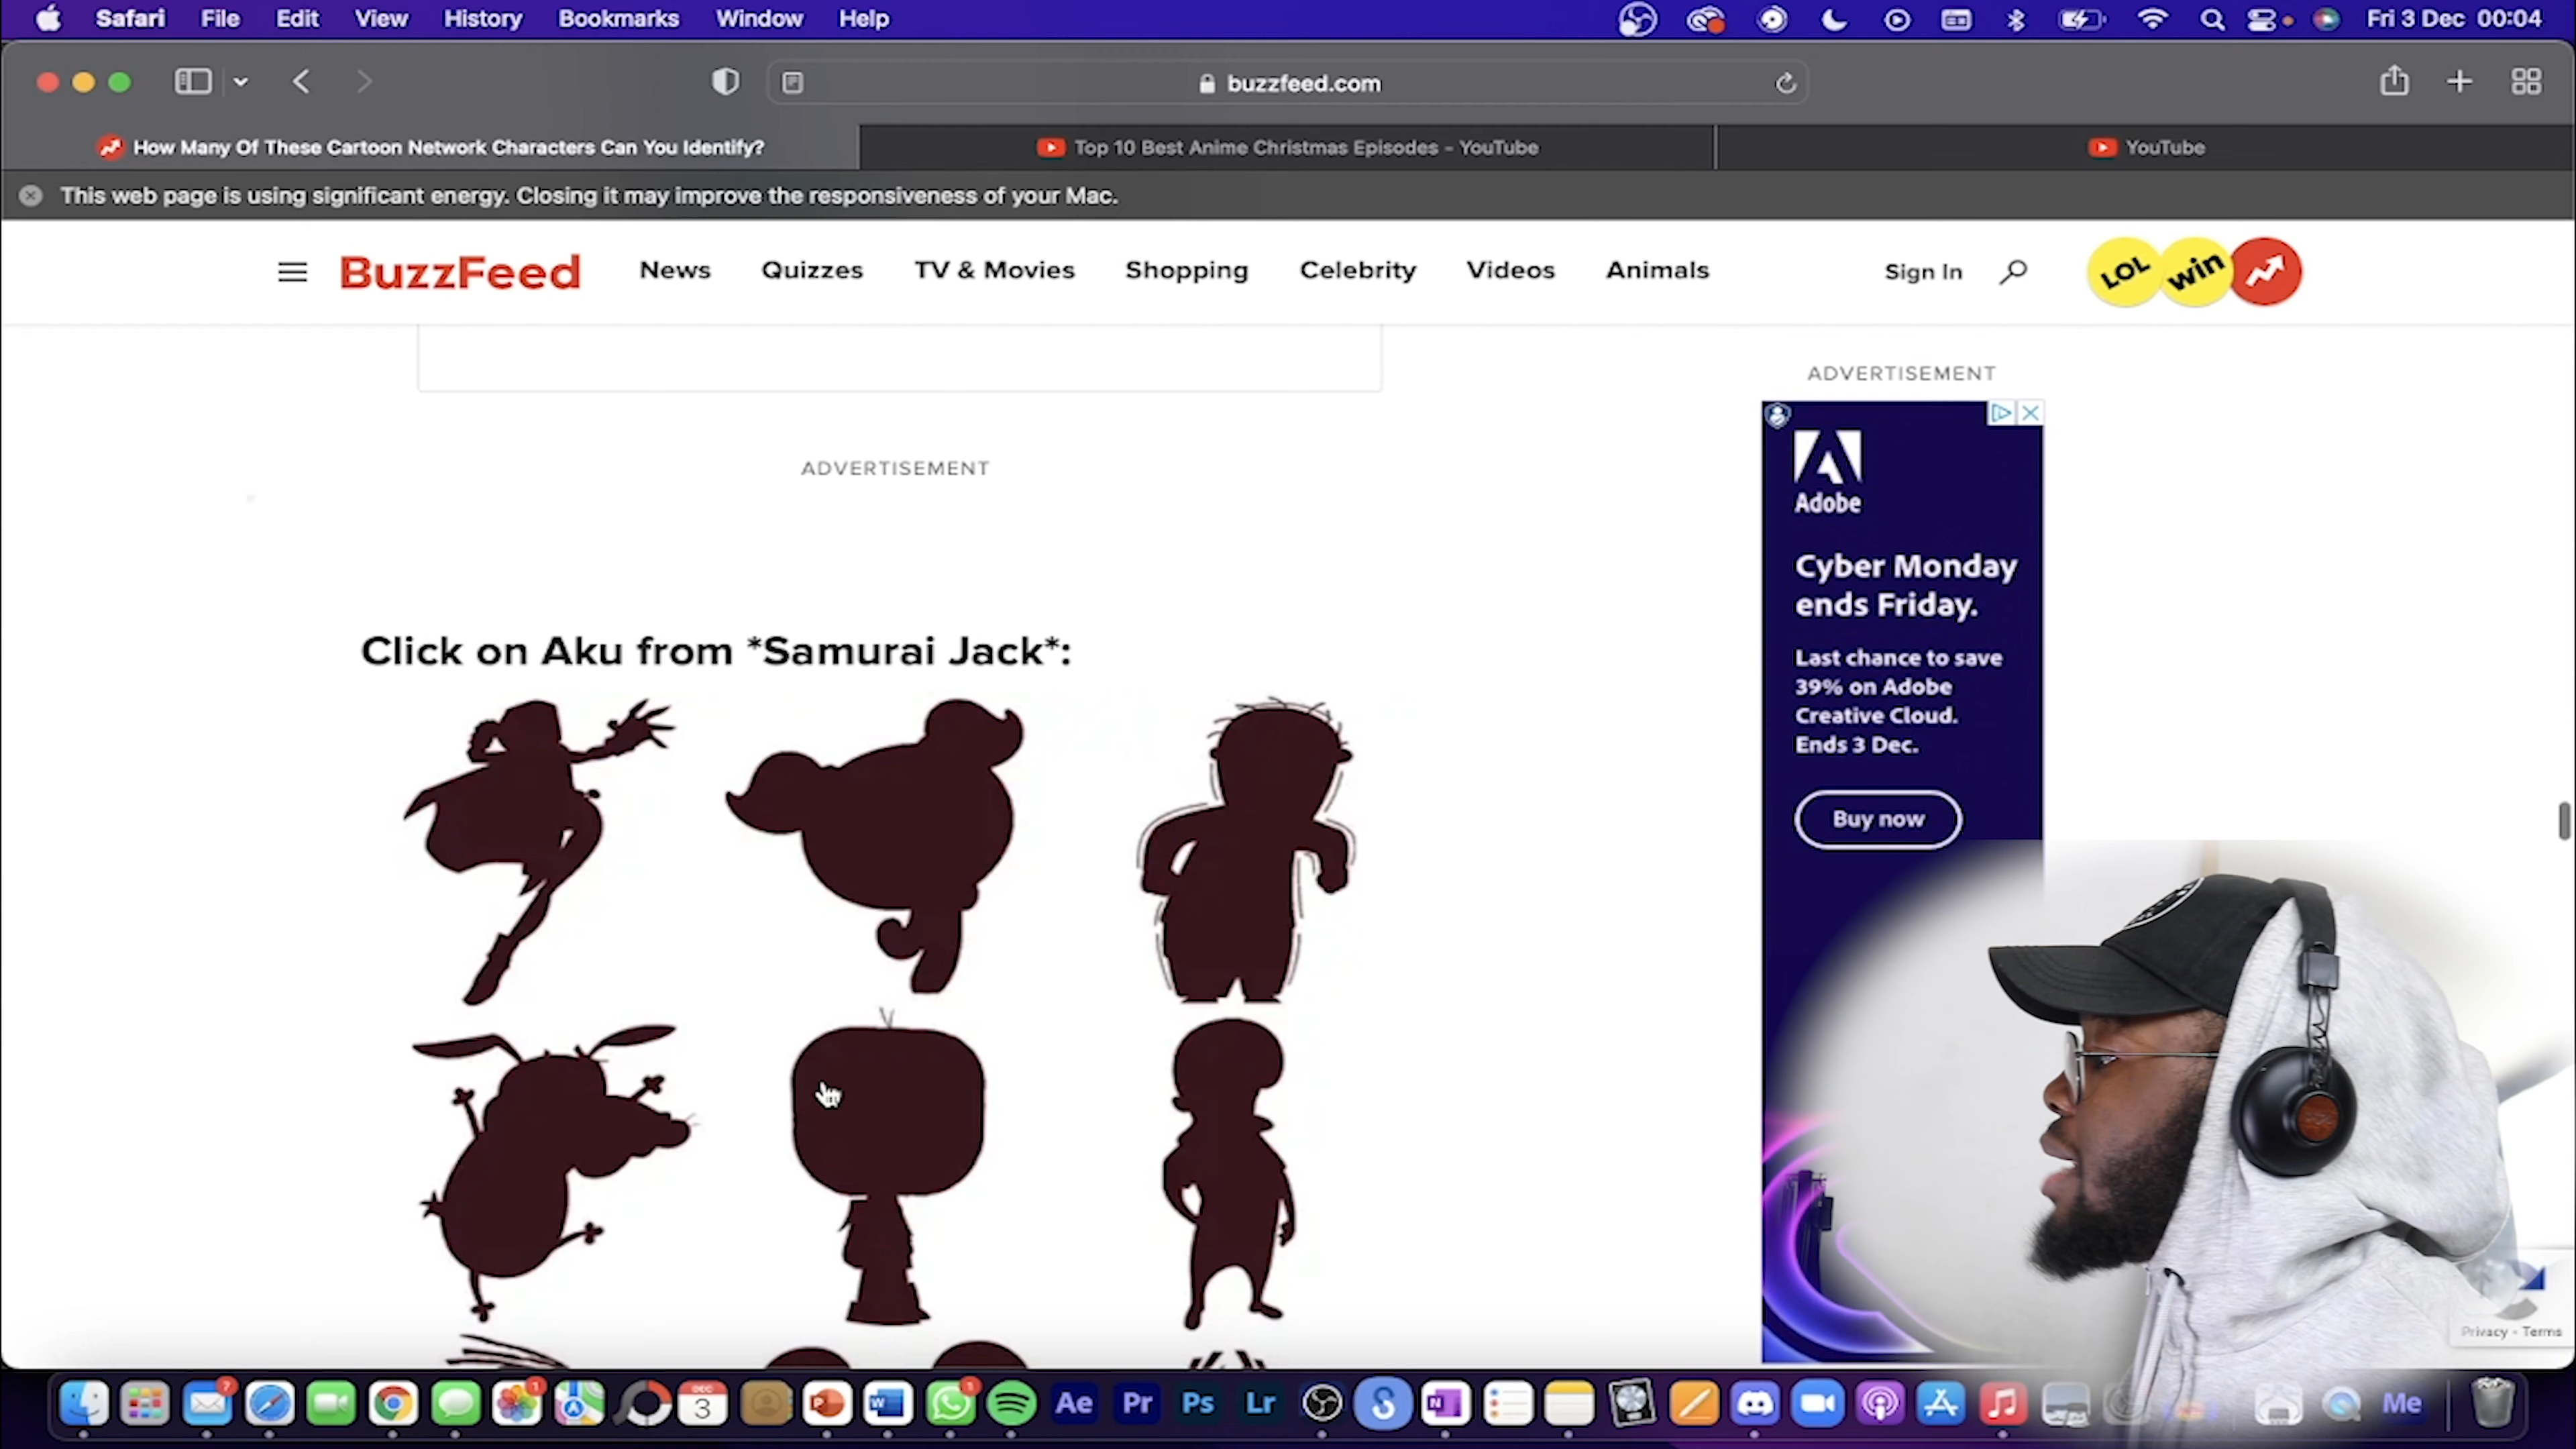 Safari File Edit View History Bookmarks Window Help Fri 3 Dec 00:04
buzzfeed.com
How Many Of These Cartoon Network Characters Can You Identify? Top 10 Best Anime Christmas Episodes - YouTube YouTube
This web page is using significant energy. Closing it may improve the responsiveness of your Mac.
BuzzFeed News Quizzes TV & Movies Shopping Celebrity Videos Animals Sign In LOL win
ADVERTISEMENT
ADVERTISEMENT
Adobe
Cyber Monday
ends Friday.
Last chance to save
39% on Adobe
Creative Cloud.
Ends 3 Dec.
Buy now
Click on Aku from *Samurai Jack*:
Privacy - Terms
7 1 DEC 3 P W 1 Ae Pr Ps Lr S N Me